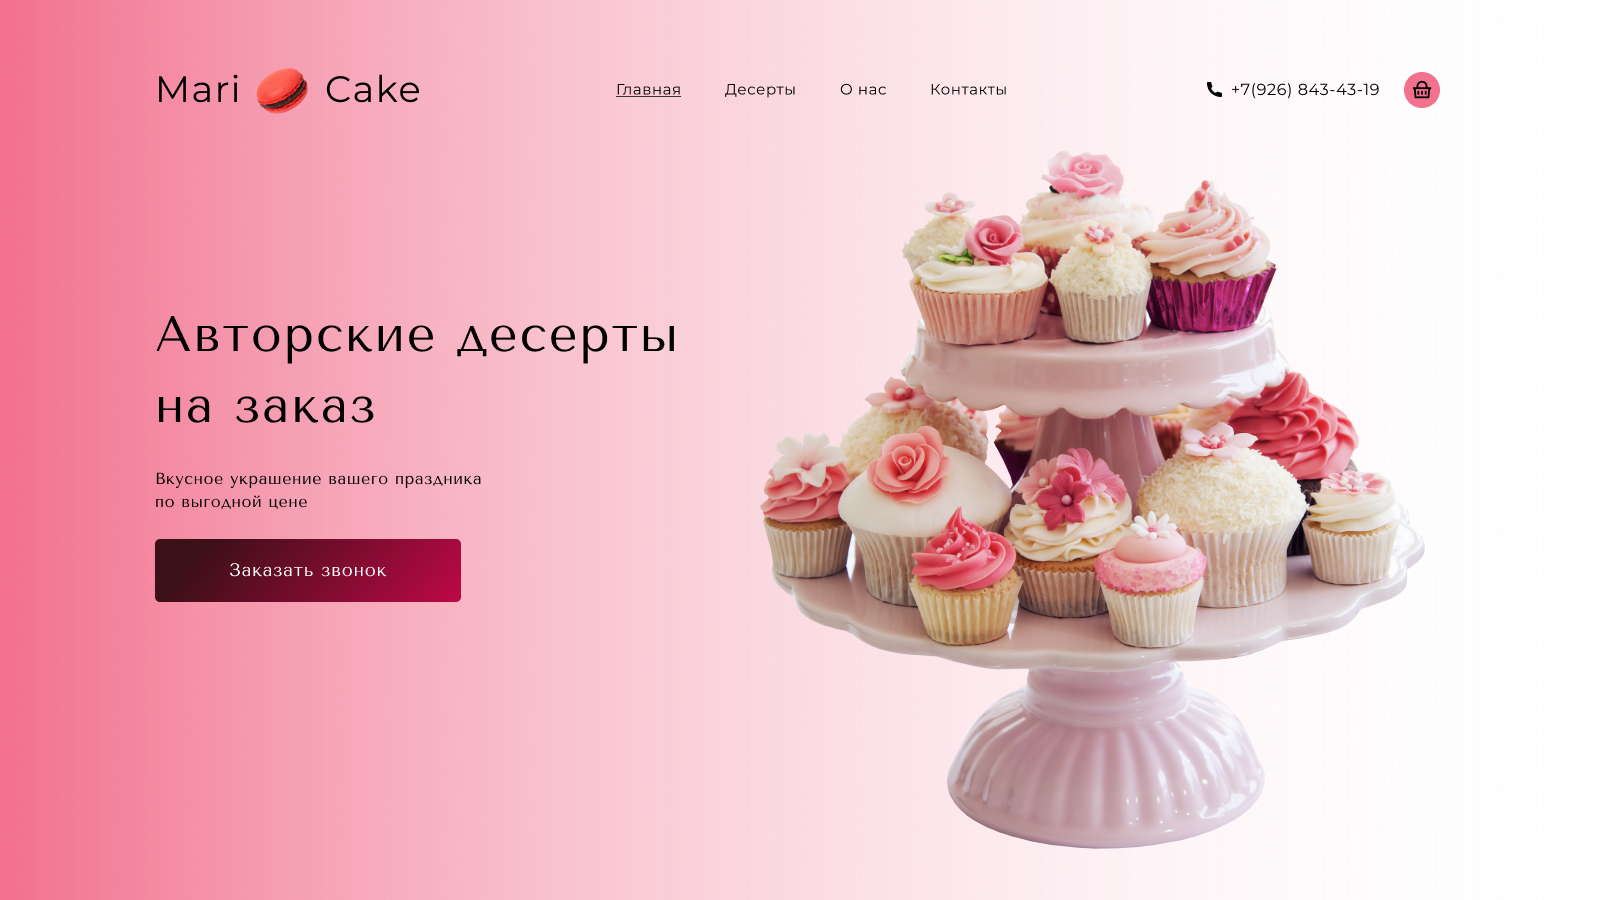 Mari Cake
Главная
Десерты
О нас
Контакты
+7(926) 843-43-19
Авторские десерты
на заказ
Вкусное украшение вашего праздника
по выгодной цене
Заказать звонок